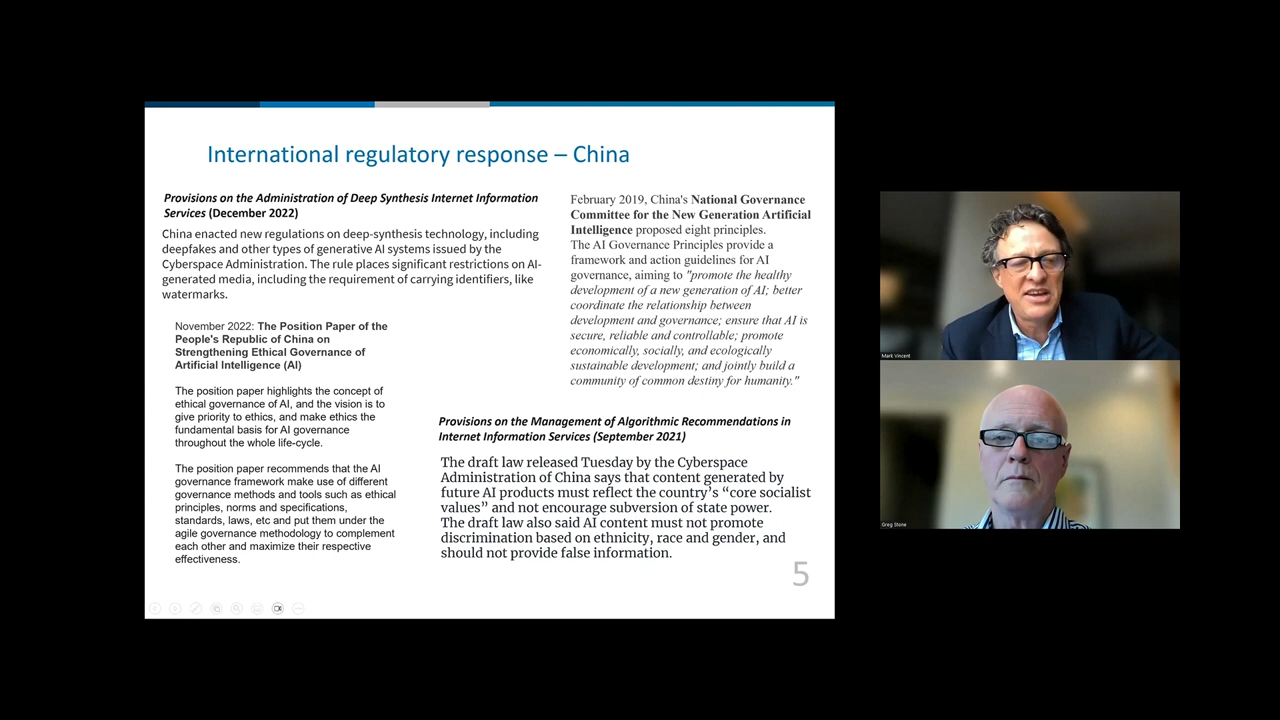 International regulatory response – China
Provisions on the Administration of Deep Synthesis Internet Information
Services (December 2022)
China enacted new regulations on deep-synthesis technology, including
deepfakes and other types of generative AI systems issued by the
Cyberspace Administration. The rule places significant restrictions on AI-
generated media, including the requirement of carrying identifiers, like
watermarks.
November 2022: The Position Paper of the
People's Republic of China on
Strengthening Ethical Governance of
Artificial Intelligence (AI)
The position paper highlights the concept of
ethical governance of AI, and the vision is to
give priority to ethics, and make ethics the
fundamental basis for AI governance
throughout the whole life-cycle.
The position paper recommends that the AI
governance framework make use of different
governance methods and tools such as ethical
principles, norms and specifications,
standards, laws, etc and put them under the
agile governance methodology to complement
each other and maximize their respective
effectiveness.
February 2019, China's National Governance
Committee for the New Generation Artificial
Intelligence proposed eight principles.
The AI Governance Principles provide a
framework and action guidelines for AI
governance, aiming to "promote the healthy
development of a new generation of AI; better
coordinate the relationship between
development and governance; ensure that AI is
secure, reliable and controllable; promote
economically, socially, and ecologically
sustainable development; and jointly build a
community of common destiny for humanity."
Provisions on the Management of Algorithmic Recommendations in
Internet Information Services (September 2021)
The draft law released Tuesday by the Cyberspace
Administration of China says that content generated by
future AI products must reflect the country's “core socialist
values” and not encourage subversion of state power.
The draft law also said AI content must not promote
discrimination based on ethnicity, race and gender, and
should not provide false information.
5
Mark Vincent
Greg Stone